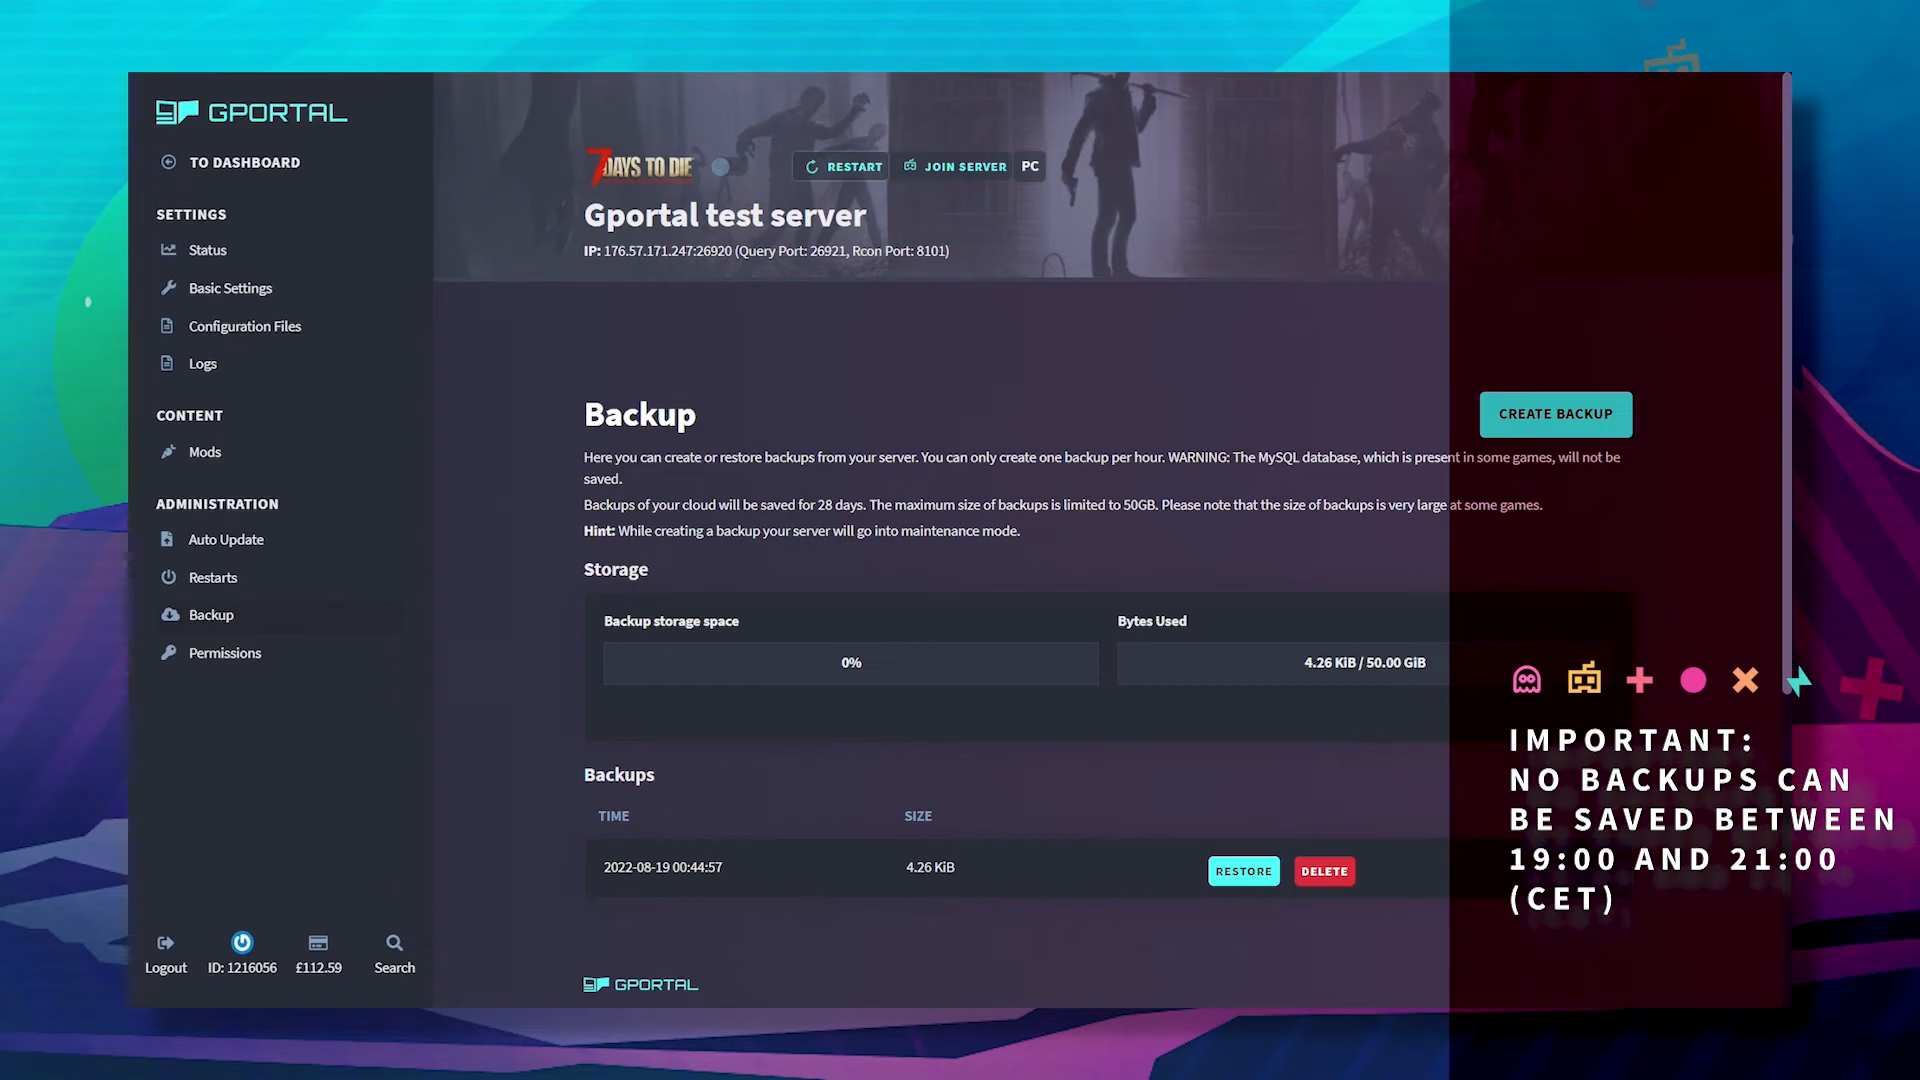 GPORTAL
TO DASHBOARD
SETTINGS
Status
Basic Settings
Configuration Files
Logs
CONTENT
Mods
ADMINISTRATION
Auto Update
Restarts
Backup
Permissions
Logout
ID: 1216056
£112.59
Search
7 DAYS TO DIE
RESTART
JOIN SERVER
PC
Gportal test server
IP: 176.57.171.247:26920 (Query Port: 26921, Rcon Port: 8101)
Backup
CREATE BACKUP
Here you can create or restore backups from your server. You can only create one backup per hour. WARNING: The MySQL database, which is present in some games, will not be
saved.
Backups of your cloud will be saved for 28 days. The maximum size of backups is limited to 50GB. Please note that the size of backups is very large at some games.
Hint: While creating a backup your server will go into maintenance mode.
Storage
Backup storage space
Bytes Used
0%
4.26 KiB / 50.00 GiB
Backups
TIME SIZE
2022-08-19 00:44:57 4.26 KiB RESTORE DELETE
GPORTAL
IMPORTANT:
NO BACKUPS CAN
BE SAVED BETWEEN
19:00 AND 21:00
(CET)